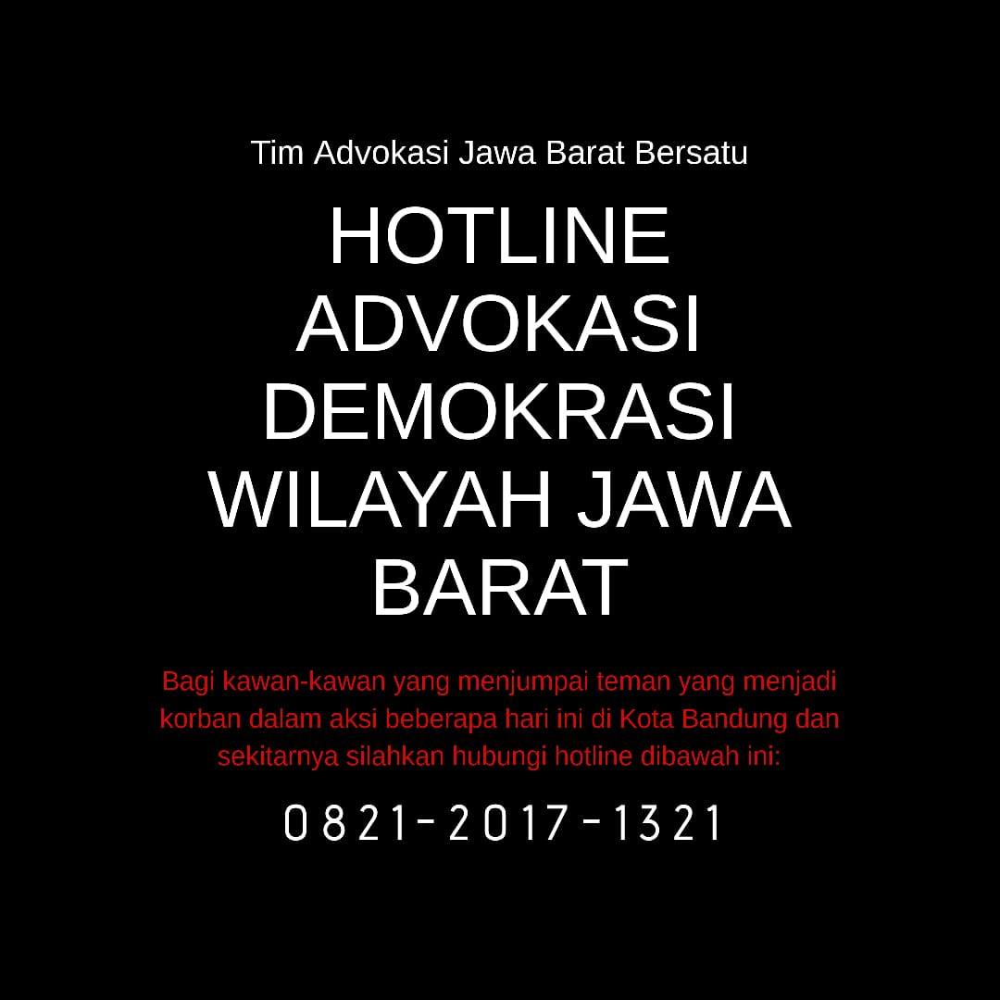 Tim Advokasi Jawa Barat Bersatu
HOTLINE
ADVOKASI
DEMOKRASI
WILAYAH JAWA
BARAT
Bagi kawan-kawan yang menjumpai teman yang menjadi
korban dalam aksi beberapa hari ini di Kota Bandung dan
sekitarnya silahkan hubungi hotline dibawah ini:
0821-2017-1321